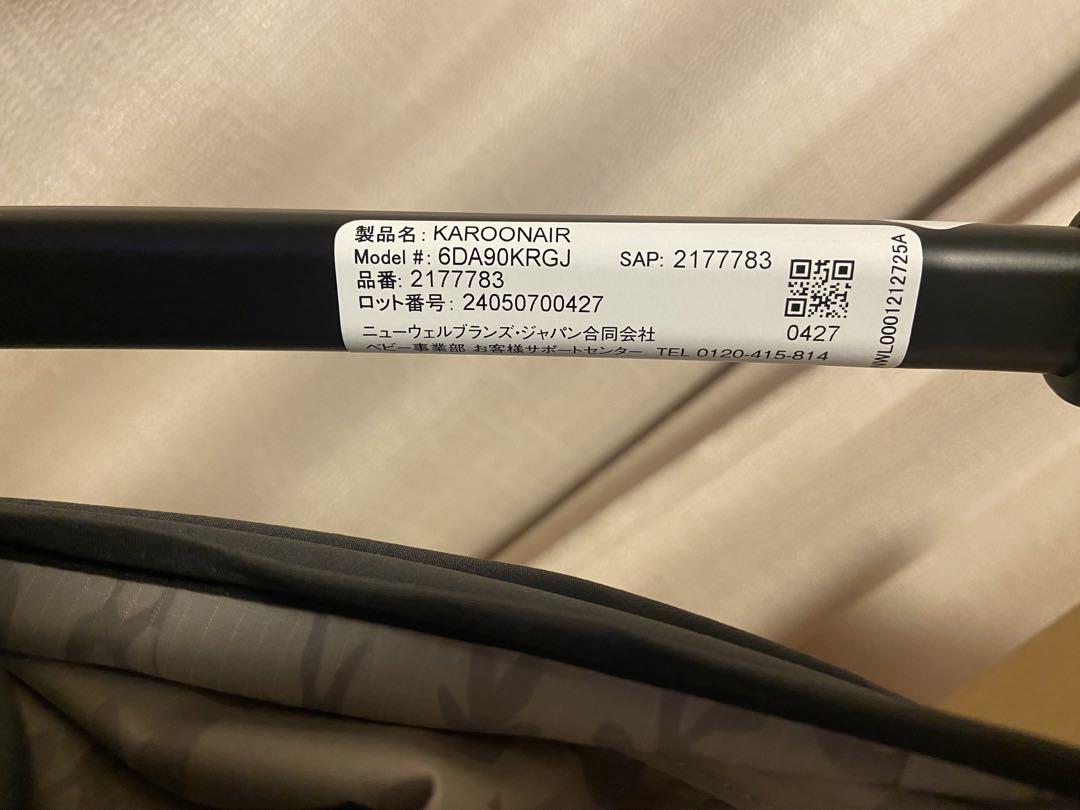 製品名: KAROONAIR
Model #: 6DA90KRGJ SAP: 2177783
品番: 2177783
ロット番号: 24050700427
ニューウェルブランズ・ジャパン合同会社 0427
ベビー事業部 お客様サポートセンター TEL 0120-415-814
NWL0001212725A